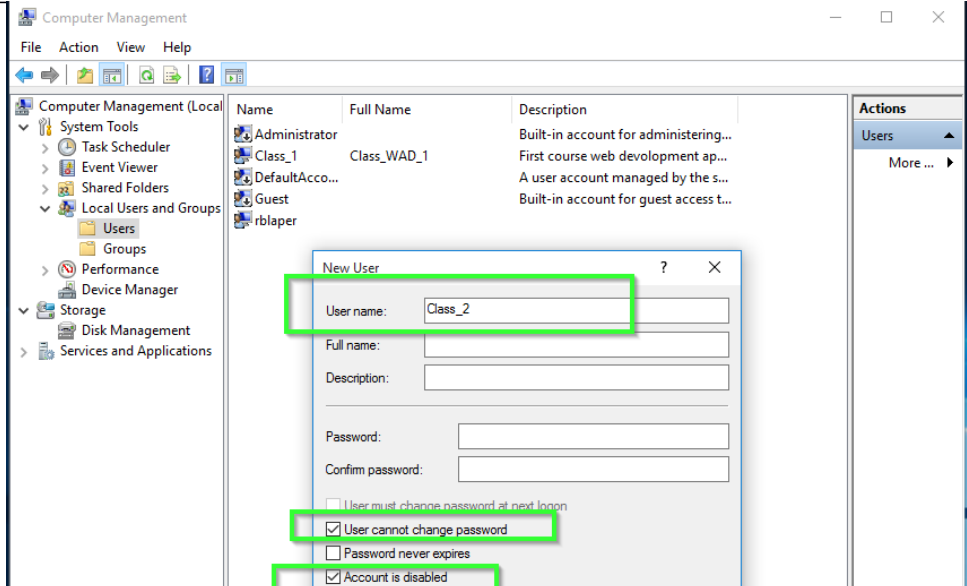 Computer Management
File Action View Help
Computer Management (Local
System Tools
Task Scheduler
Event Viewer
Shared Folders
Local Users and Groups
Users
Groups
Performance
Device Manager
Storage
Disk Management
Services and Applications
Name Full Name Description
Administrator Built-in account for administering...
Class_1 Class_WAD_1 First course web devolopment ap...
DefaultAcco... A user account managed by the s...
Guest Built-in account for guest access t...
rblaper
Actions
Users
More ...
New User ?
User name: Class_2
Full name:
Description:
Password:
Confirm password:
User must change password at next logon
User cannot change password
Password never expires
Account is disabled